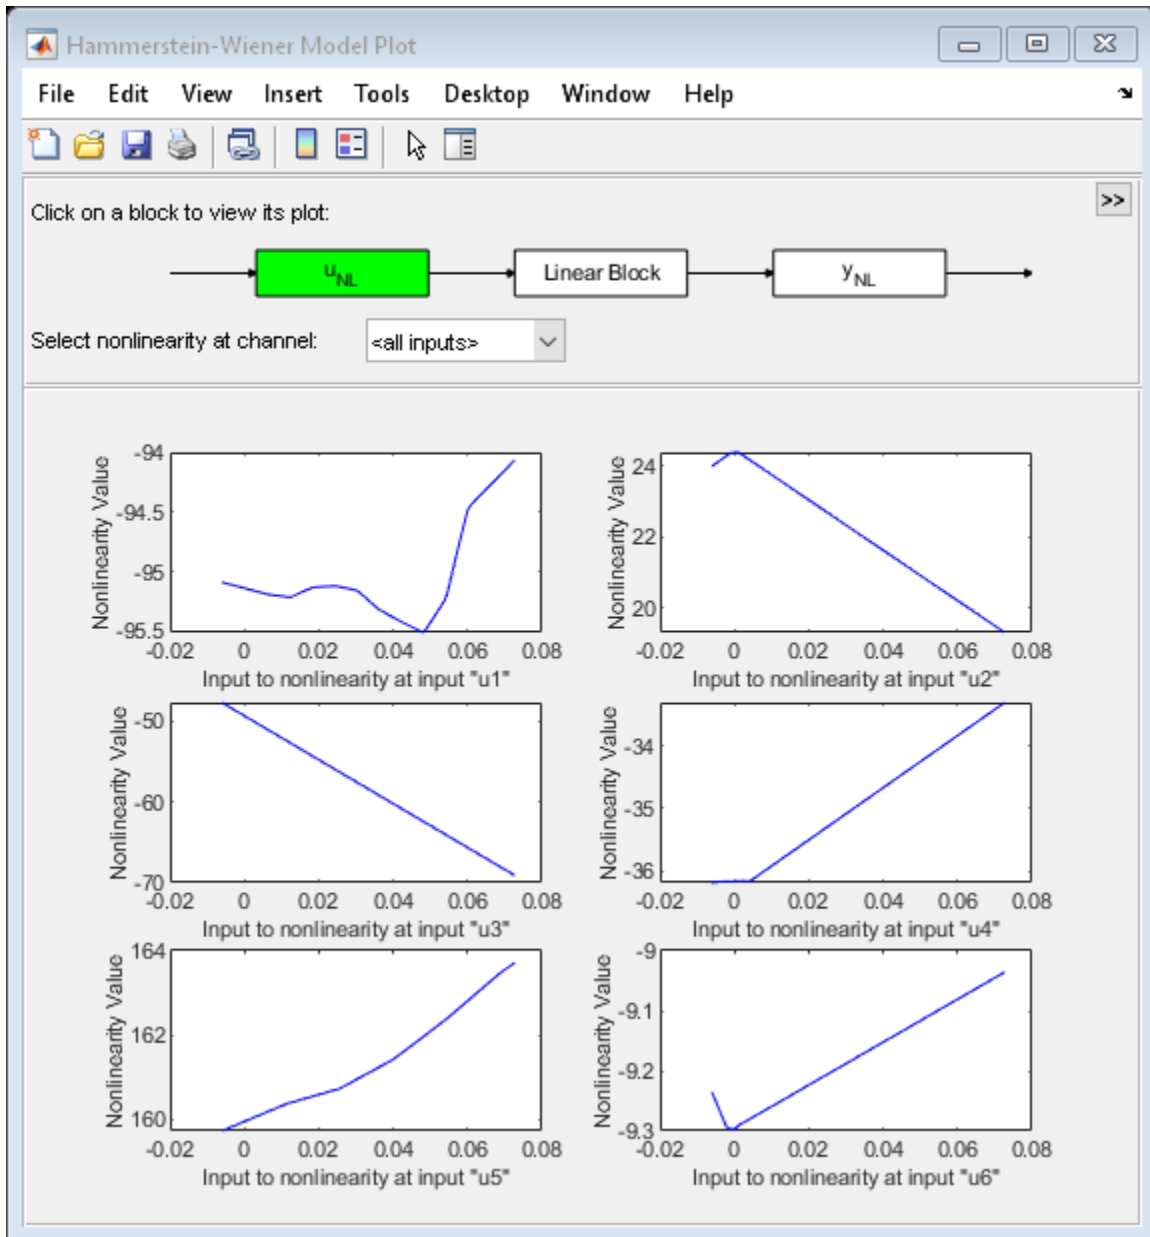 Hammerstein-Wiener Model Plot
File Edit View Insert Tools Desktop Window Help
Click on a block to view its plot:
>>
uNL Linear Block yNL
Select nonlinearity at channel: <all inputs>
Nonlinearity Value
-94
-94.5
-95
-95.5
-0.02 0 0.02 0.04 0.06 0.08
Input to nonlinearity at input "u1"
Nonlinearity Value
24
22
20
-0.02 0 0.02 0.04 0.06 0.08
Input to nonlinearity at input "u2"
Nonlinearity Value
-50
-60
-70
-0.02 0 0.02 0.04 0.06 0.08
Input to nonlinearity at input "u3"
Nonlinearity Value
-34
-35
-36
-0.02 0 0.02 0.04 0.06 0.08
Input to nonlinearity at input "u4"
Nonlinearity Value
164
162
160
-0.02 0 0.02 0.04 0.06 0.08
Input to nonlinearity at input "u5"
Nonlinearity Value
-9
-9.1
-9.2
-9.3
-0.02 0 0.02 0.04 0.06 0.08
Input to nonlinearity at input "u6"